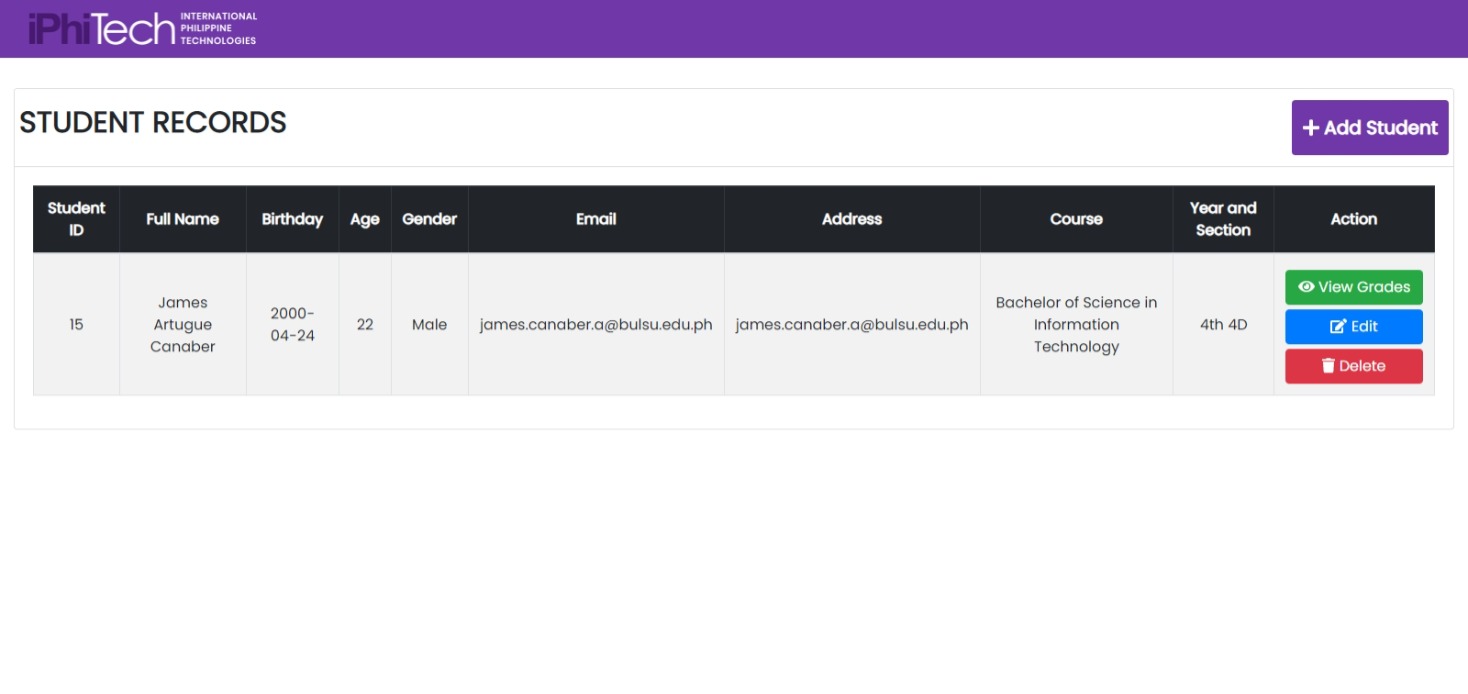 iPhiTech INTERNATIONAL
PHILIPPINE
TECHNOLOGIES
STUDENT RECORDS
Add Student
Student ID
Full Name
Birthday
Age
Gender
Email
Address
Course
Year and Section
Action
15
James
Artugue
Canaber
2000-
04-24
22
Male
james.canaber.a@bulsu.edu.ph
james.canaber.a@bulsu.edu.ph
Bachelor of Science in
Information
Technology
4th 4D
View Grades
Edit
Delete